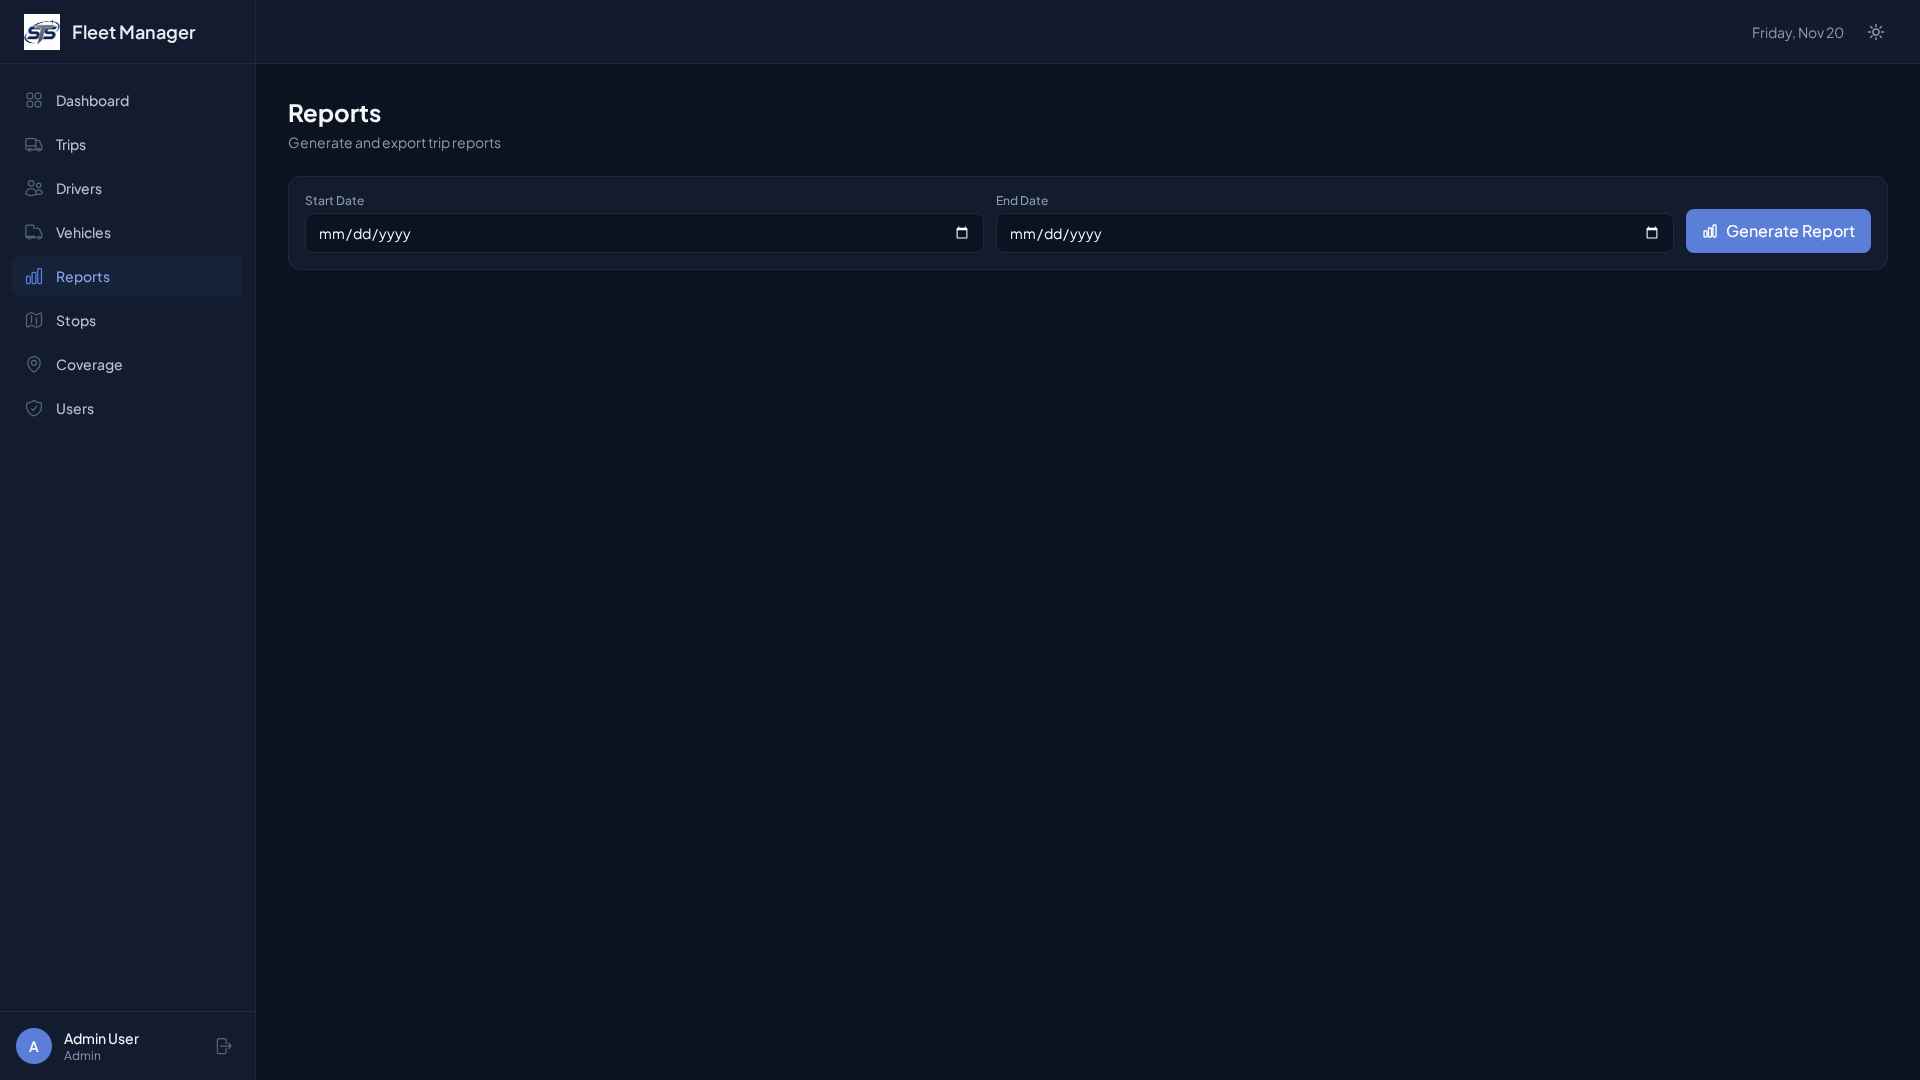 STS Fleet Manager
Friday, Nov 20
Dashboard
Trips
Drivers
Vehicles
Reports
Stops
Coverage
Users
Reports
Generate and export trip reports
Start Date
End Date
mm/dd/yyyy
mm/dd/yyyy
Generate Report
A
Admin User
Admin